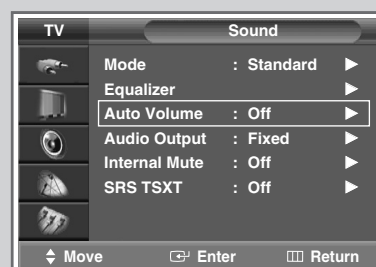 TV Sound
Mode : Standard
Equalizer
Auto Volume : Off
Audio Output : Fixed
Internal Mute : Off
SRS TSXT : Off
Move Enter Return